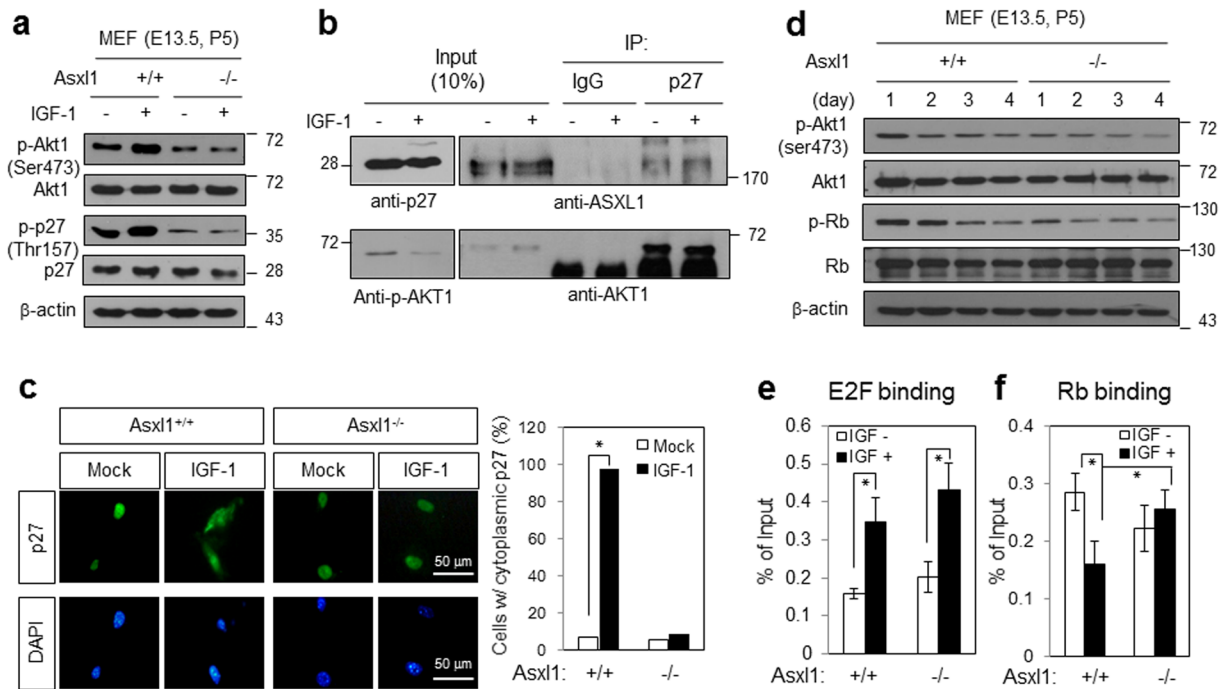 a
MEF (E13.5, P5)
Asxl1 +/+ -/-
IGF-1 - + - +
p-Akt1
(Ser473)
72
Akt1
72
p-p27
(Thr157)
35
p27
28
β-actin
43
b
Input
(10%)
IP:
IgG p27
IGF-1 - + - + - + - +
28
170
anti-p27 anti-ASXL1
72
72
Anti-p-AKT1 anti-AKT1
d
MEF (E13.5, P5)
Asxl1 +/+ -/-
(day) 1 2 3 4 1 2 3 4
p-Akt1
(ser473)
72
Akt1
72
p-Rb
130
Rb
130
β-actin
43
c
Asxl1+/+ Asxl1-/-
Mock IGF-1 Mock IGF-1
p27
50 µm
DAPI
50 µm
Cells w/ cytoplasmic p27 (%)
120
100
80
60
40
20
0
*
Mock
IGF-1
Asxl1: +/+ -/-
e
E2F binding
% of Input
0.6
0.5
0.4
0.3
0.2
0.1
0
IGF -
IGF +
* *
Asxl1: +/+ -/-
f
Rb binding
% of Input
0.4
0.3
0.2
0.1
0
IGF -
IGF +
* *
Asxl1: +/+ -/-